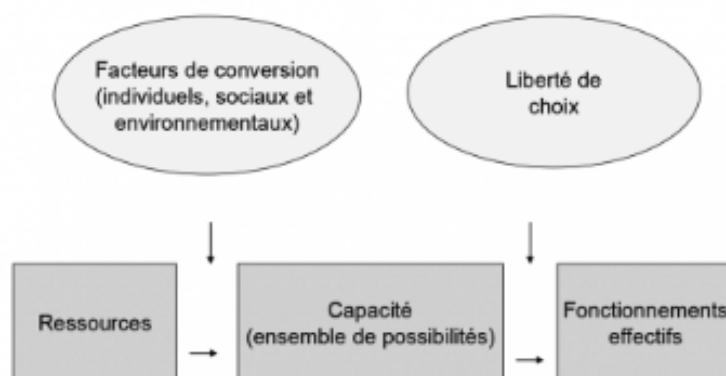 Facteurs de conversion
(individuels, sociaux et
environnementaux)
Liberté de
choix
Ressources
Capacité
(ensemble de possibilités)
Fonctionnements
effectifs